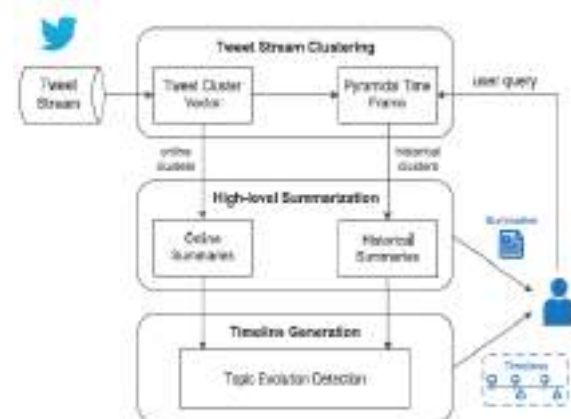 Tweet Stream Clustering
Tweet
Stream
Tweet Cluster
Vector
Pyramidal Time
Frame
user query
online
clusters
historical
clusters
High-level Summarization
Summaries
Online
Summaries
Historical
Summaries
Timeline Generation
Topic Evolution Detection
Timelines